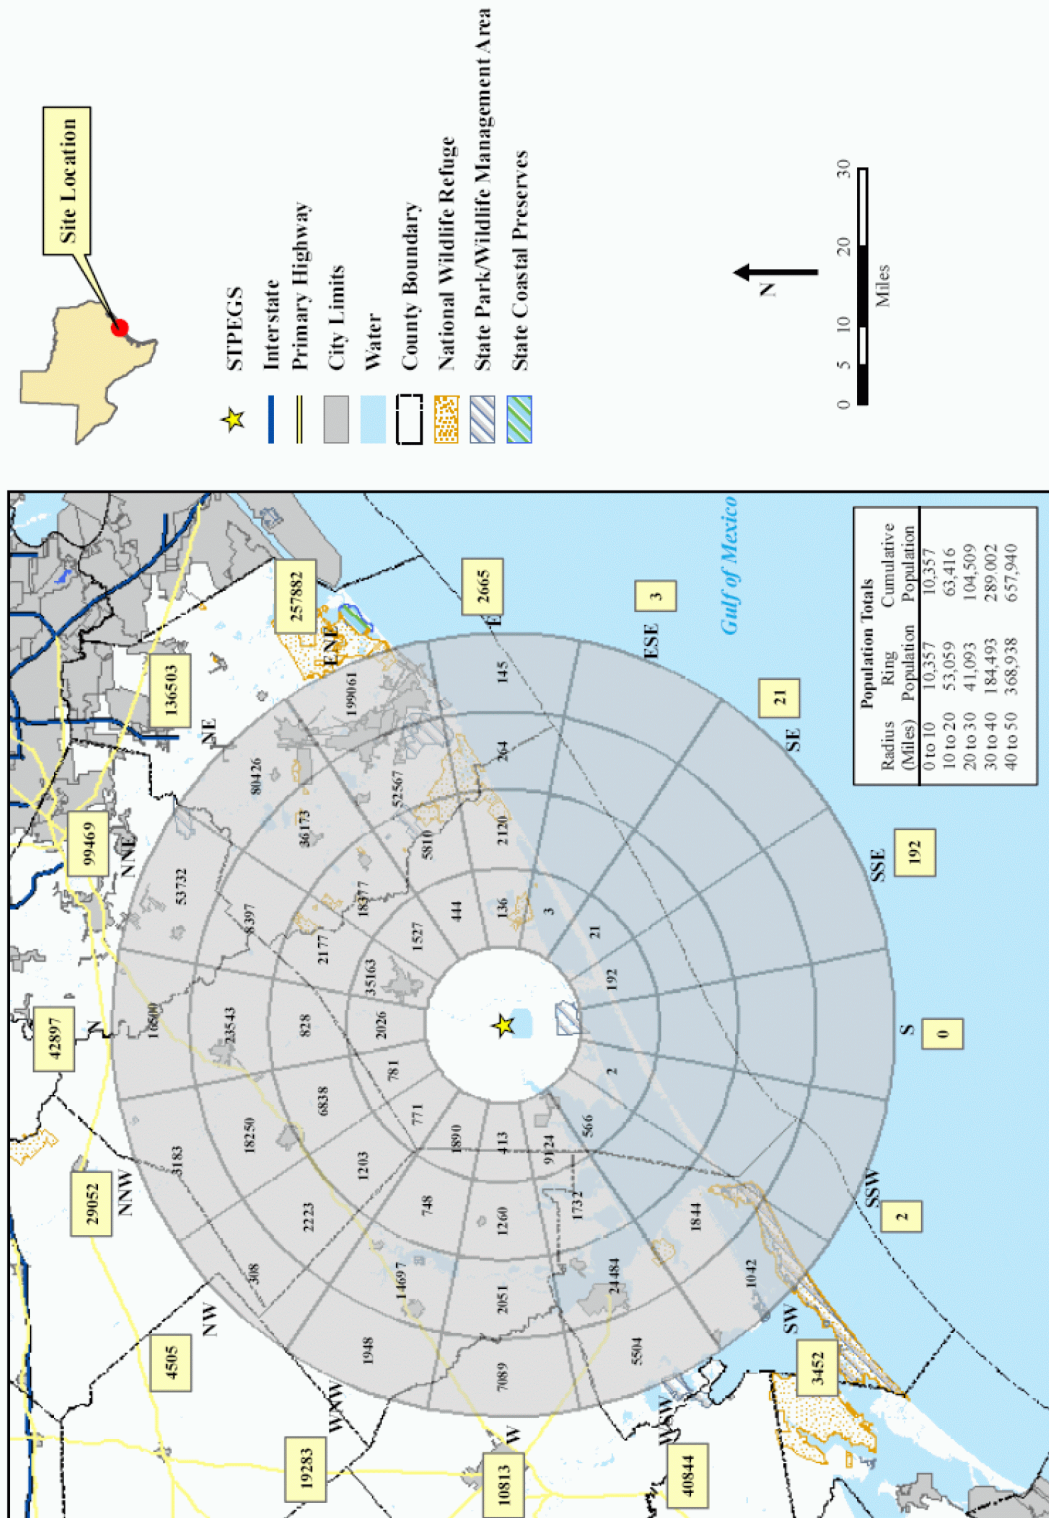 Site Location
STPEGS
Interstate
Primary Highway
City Limits
Water
County Boundary
National Wildlife Refuge
State Park/Wildlife Management Area
State Coastal Preserves
N
0 5 10 20 30
Miles
Gulf of Mexico
N
42897
NNE
99469
NE
136503
ENE
257882
E
2665
ESE
3
SE
21
SSE
192
S
0
SSW
2
SW
3452
WSW
40844
W
10813
WNW
19283
NW
4505
NNW
29052
16500
23543
828
2026
53732
8397
2177
35163
80426
36173
18377
1527
199061
52567
5810
444
145
264
2120
136
3
21
192
2
566
1844
1042
9124
1732
24484
5504
413
1260
2051
7089
1890
748
14697
1948
771
1203
2223
308
781
6838
18250
3183
Population Totals
Radius Ring Cumulative
(Miles) Population Population
0 to 10 10,357 10,357
10 to 20 53,059 63,416
20 to 30 41,093 104,509
30 to 40 184,493 289,002
40 to 50 368,938 657,940